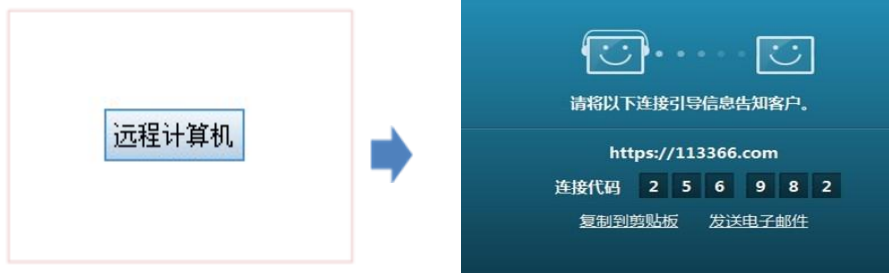 远程计算机
请将以下连接引导信息告知客户。
https://113366.com
连接代码 2 5 6 9 8 2
复制到剪贴板 发送电子邮件